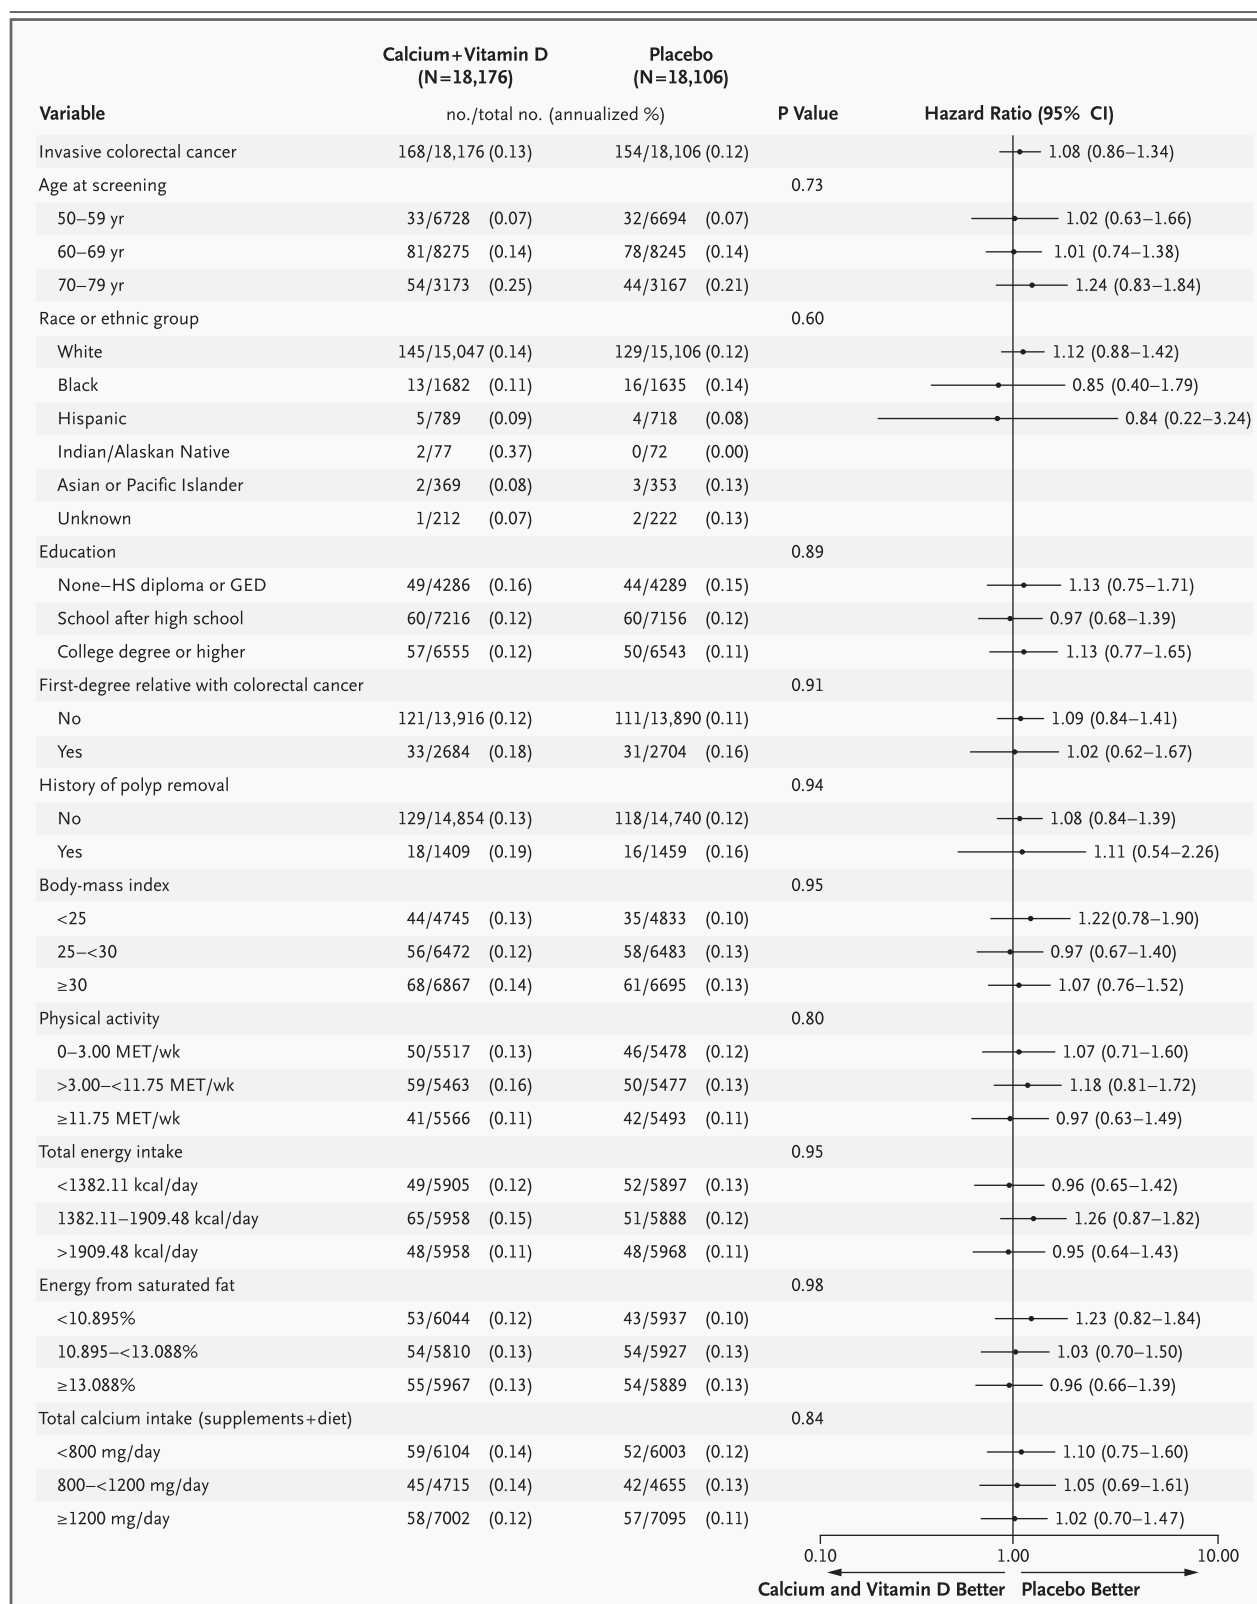 Calcium+Vitamin D Placebo
(N=18,176) (N=18,106)
Variable no./total no. (annualized %) P Value Hazard Ratio (95% CI)
Invasive colorectal cancer 168/18,176 (0.13) 154/18,106 (0.12) 1.08 (0.86–1.34)
Age at screening 0.73
50–59 yr 33/6728 (0.07) 32/6694 (0.07) 1.02 (0.63–1.66)
60–69 yr 81/8275 (0.14) 78/8245 (0.14) 1.01 (0.74–1.38)
70–79 yr 54/3173 (0.25) 44/3167 (0.21) 1.24 (0.83–1.84)
Race or ethnic group 0.60
White 145/15,047 (0.14) 129/15,106 (0.12) 1.12 (0.88–1.42)
Black 13/1682 (0.11) 16/1635 (0.14) 0.85 (0.40–1.79)
Hispanic 5/789 (0.09) 4/718 (0.08) 0.84 (0.22–3.24)
Indian/Alaskan Native 2/77 (0.37) 0/72 (0.00)
Asian or Pacific Islander 2/369 (0.08) 3/353 (0.13)
Unknown 1/212 (0.07) 2/222 (0.13)
Education 0.89
None–HS diploma or GED 49/4286 (0.16) 44/4289 (0.15) 1.13 (0.75–1.71)
School after high school 60/7216 (0.12) 60/7156 (0.12) 0.97 (0.68–1.39)
College degree or higher 57/6555 (0.12) 50/6543 (0.11) 1.13 (0.77–1.65)
First-degree relative with colorectal cancer 0.91
No 121/13,916 (0.12) 111/13,890 (0.11) 1.09 (0.84–1.41)
Yes 33/2684 (0.18) 31/2704 (0.16) 1.02 (0.62–1.67)
History of polyp removal 0.94
No 129/14,854 (0.13) 118/14,740 (0.12) 1.08 (0.84–1.39)
Yes 18/1409 (0.19) 16/1459 (0.16) 1.11 (0.54–2.26)
Body-mass index 0.95
<25 44/4745 (0.13) 35/4833 (0.10) 1.22(0.78–1.90)
25–<30 56/6472 (0.12) 58/6483 (0.13) 0.97 (0.67–1.40)
≥30 68/6867 (0.14) 61/6695 (0.13) 1.07 (0.76–1.52)
Physical activity 0.80
0–3.00 MET/wk 50/5517 (0.13) 46/5478 (0.12) 1.07 (0.71–1.60)
>3.00–<11.75 MET/wk 59/5463 (0.16) 50/5477 (0.13) 1.18 (0.81–1.72)
≥11.75 MET/wk 41/5566 (0.11) 42/5493 (0.11) 0.97 (0.63–1.49)
Total energy intake 0.95
<1382.11 kcal/day 49/5905 (0.12) 52/5897 (0.13) 0.96 (0.65–1.42)
1382.11–1909.48 kcal/day 65/5958 (0.15) 51/5888 (0.12) 1.26 (0.87–1.82)
>1909.48 kcal/day 48/5958 (0.11) 48/5968 (0.11) 0.95 (0.64–1.43)
Energy from saturated fat 0.98
<10.895% 53/6044 (0.12) 43/5937 (0.10) 1.23 (0.82–1.84)
10.895–<13.088% 54/5810 (0.13) 54/5927 (0.13) 1.03 (0.70–1.50)
≥13.088% 55/5967 (0.13) 54/5889 (0.13) 0.96 (0.66–1.39)
Total calcium intake (supplements+diet) 0.84
<800 mg/day 59/6104 (0.14) 52/6003 (0.12) 1.10 (0.75–1.60)
800–<1200 mg/day 45/4715 (0.14) 42/4655 (0.13) 1.05 (0.69–1.61)
≥1200 mg/day 58/7002 (0.12) 57/7095 (0.11) 1.02 (0.70–1.47)
0.10 1.00 10.00
Calcium and Vitamin D Better Placebo Better